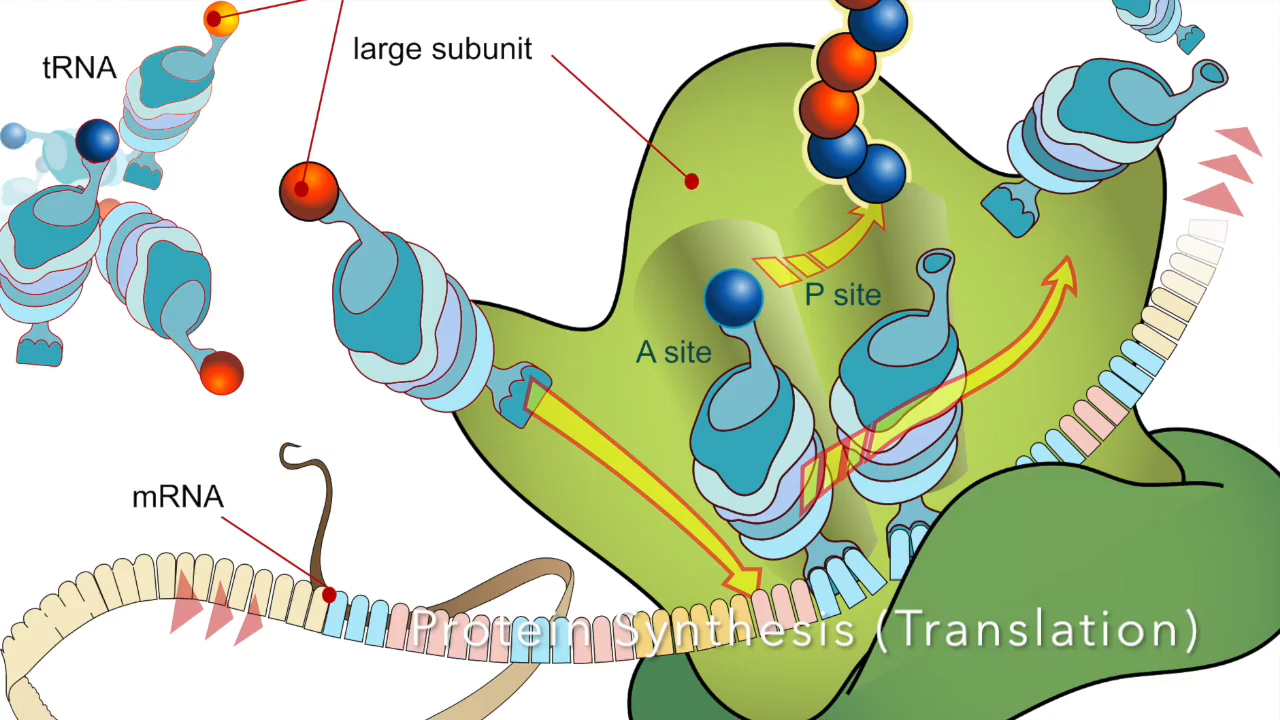 tRNA
large subunit
P site
A site
mRNA
Protein Synthesis (Translation)